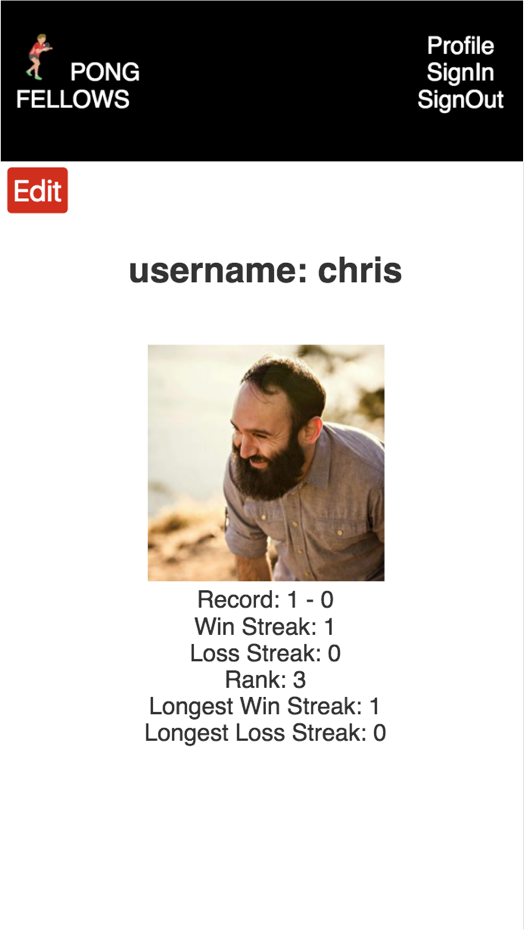 PONG
FELLOWS
Profile
SignIn
SignOut
Edit
username: chris
Record: 1 - 0
Win Streak: 1
Loss Streak: 0
Rank: 3
Longest Win Streak: 1
Longest Loss Streak: 0